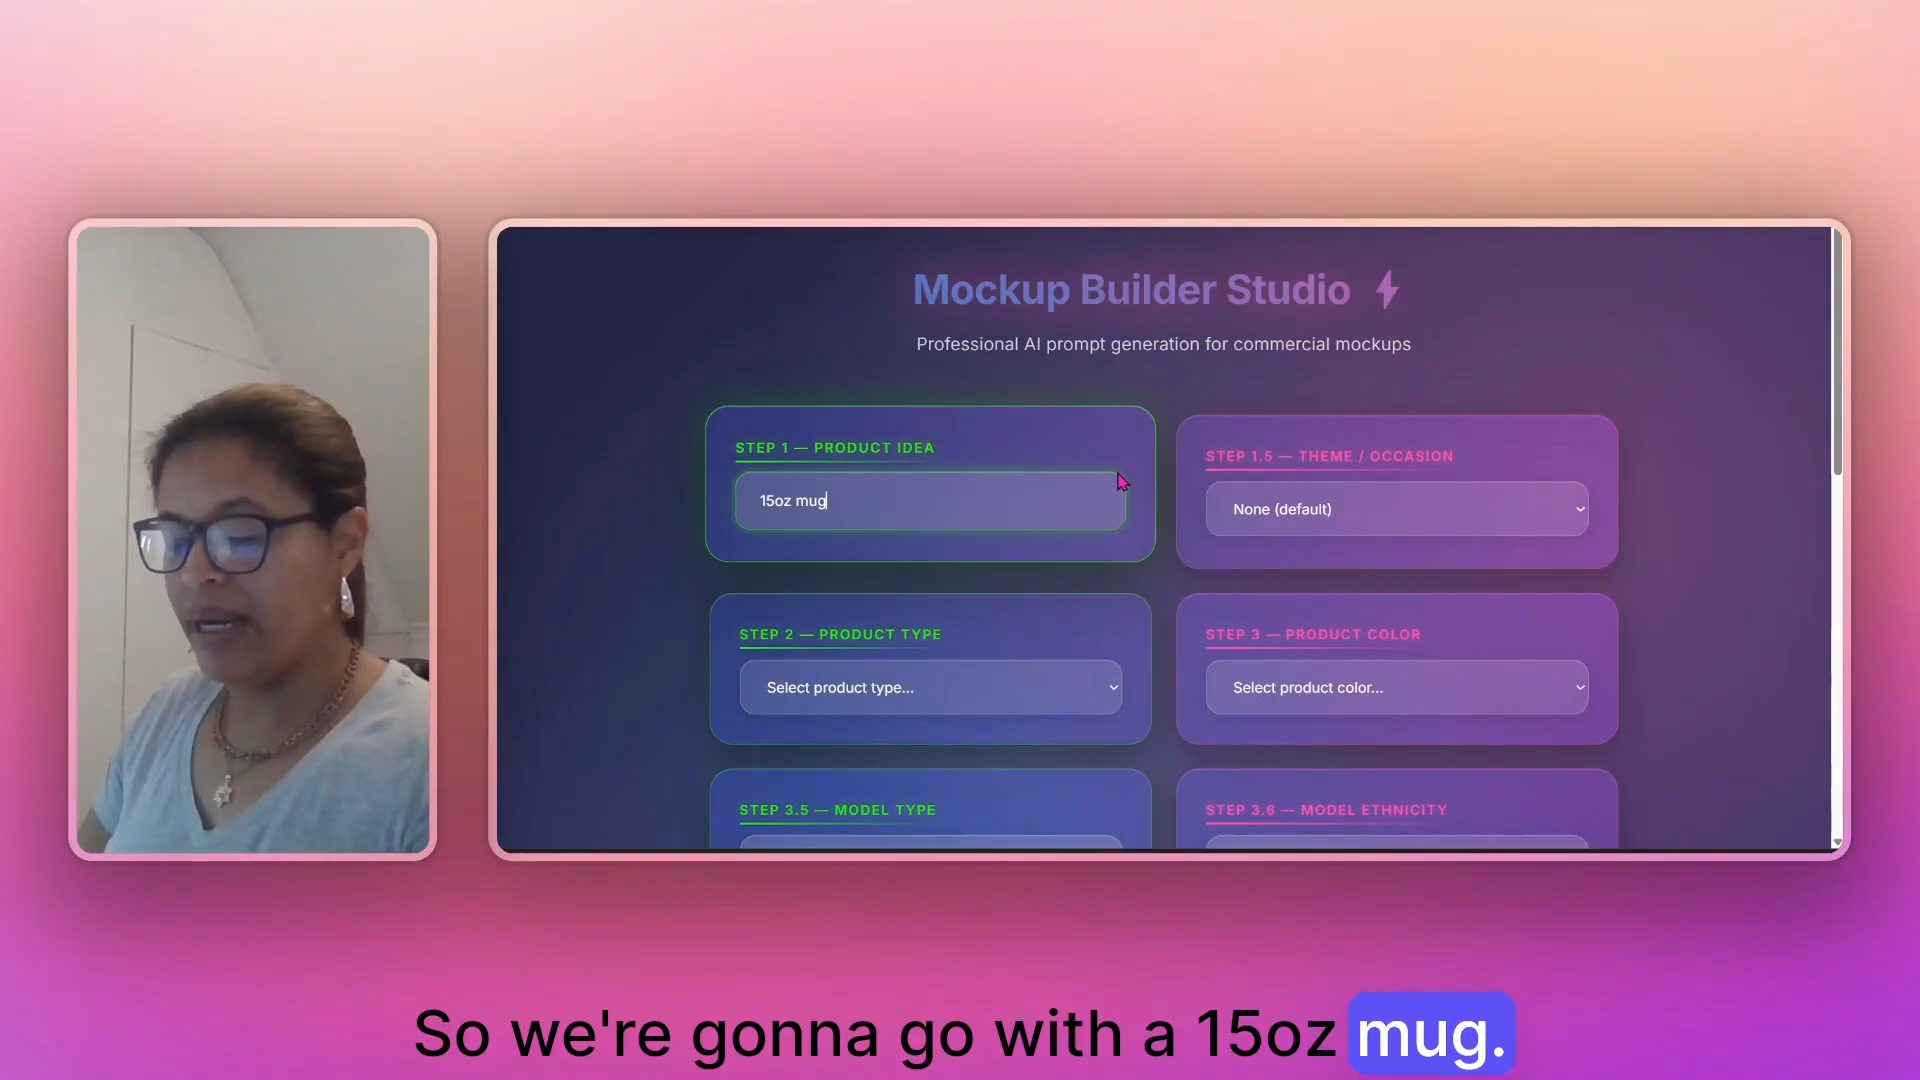 Mockup Builder Studio
Professional AI prompt generation for commercial mockups
STEP 1 — PRODUCT IDEA
15oz mug
STEP 1.5 — THEME / OCCASION
None (default)
STEP 2 — PRODUCT TYPE
Select product type...
STEP 3 — PRODUCT COLOR
Select product color...
STEP 3.5 — MODEL TYPE
STEP 3.6 — MODEL ETHNICITY
So we're gonna go with a 15oz mug.